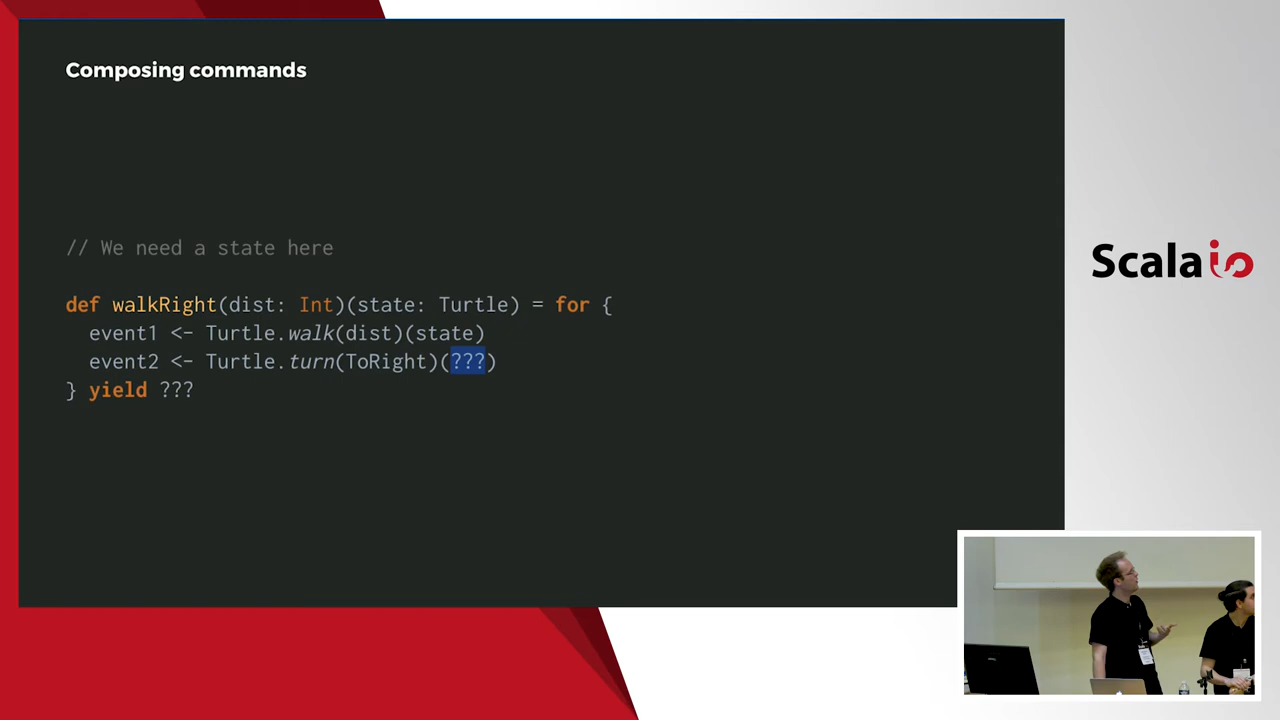 Composing commands
// We need a state here
def walkRight(dist: Int)(state: Turtle) = for {
event1 <- Turtle.walk(dist)(state)
event2 <- Turtle.turn(ToRight)(???)
} yield ???
Scala io